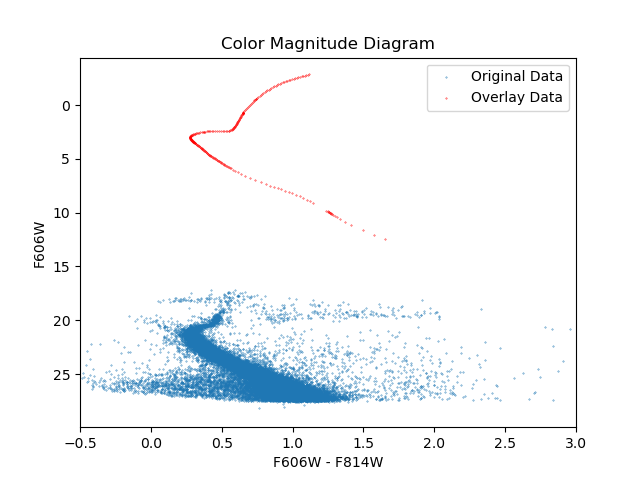 Color Magnitude Diagram
Original Data
Overlay Data
0
5
10
15
20
25
F606W
−0.5 0.0 0.5 1.0 1.5 2.0 2.5 3.0
F606W - F814W